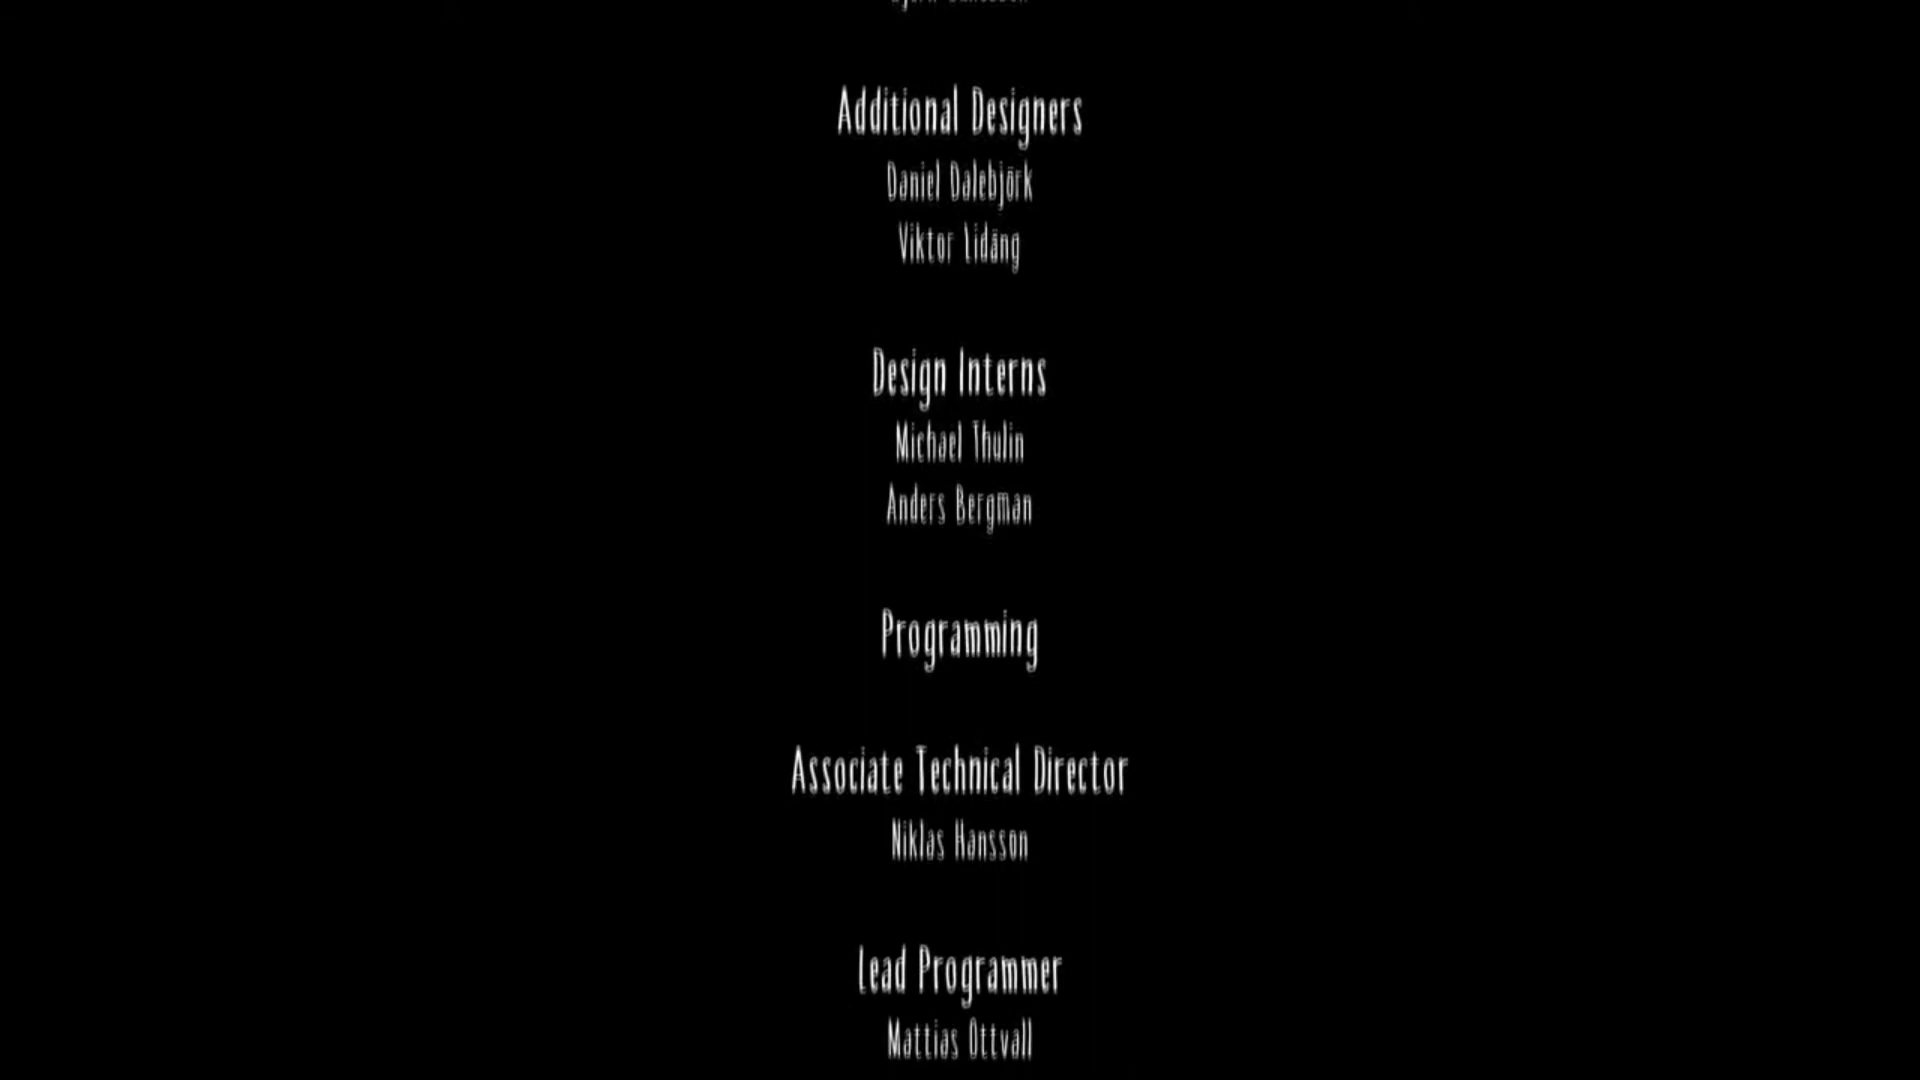 Additional Designers
Daniel Dalebjörk
Viktor Lidäng
Design Interns
Michael Thulin
Anders Bergman
Programming
Associate Technical Director
Niklas Hansson
Lead Programmer
Mattias Ottvall